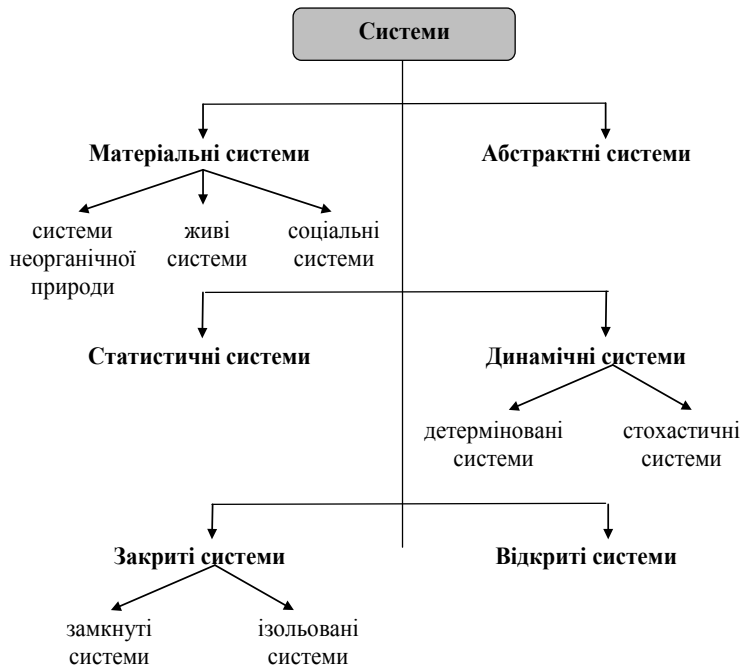 Системи
Матеріальні системи
Абстрактні системи
системи
неорганічної
природи
живі
системи
соціальні
системи
Статистичні системи
Динамічні системи
детерміновані
системи
стохастичні
системи
Закриті системи
Відкриті системи
замкнуті
системи
ізольовані
системи